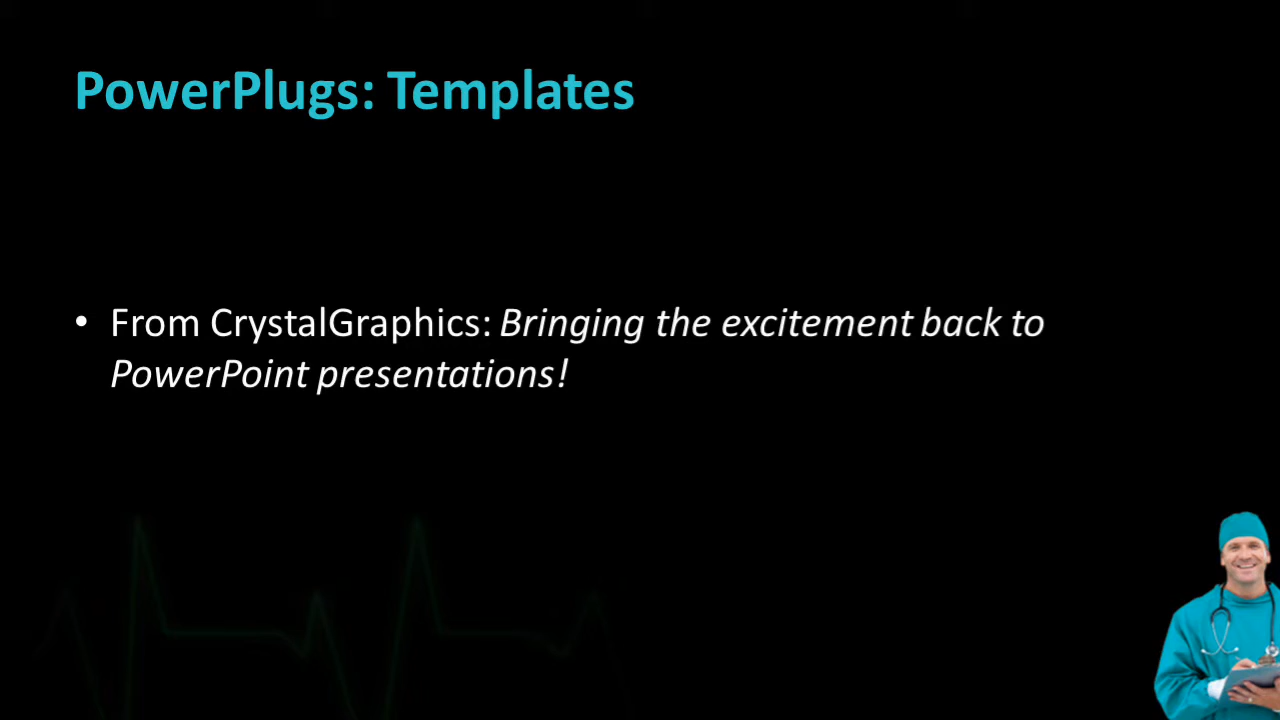 PowerPlugs: Templates
• From CrystalGraphics: Bringing the excitement back to
PowerPoint presentations!